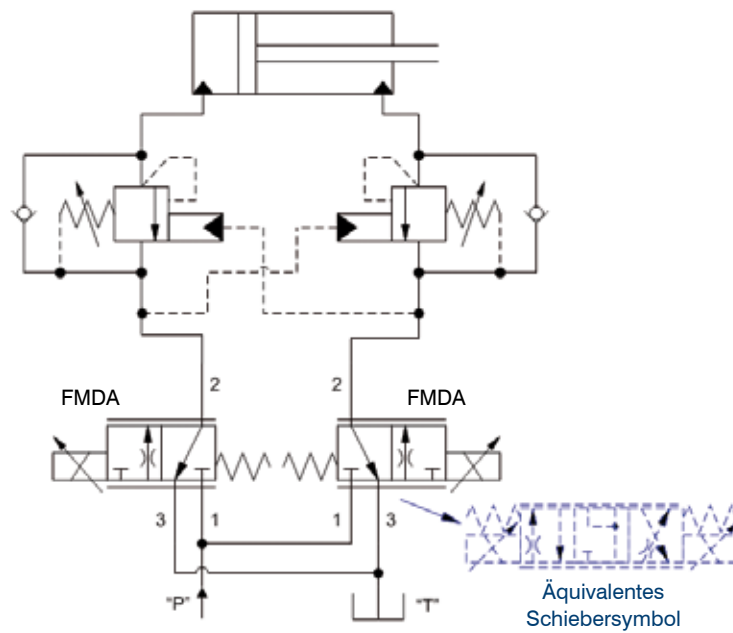 2 2
FMDA FMDA
3 1 1 3
"P" "T"
Äquivalentes
Schiebersymbol